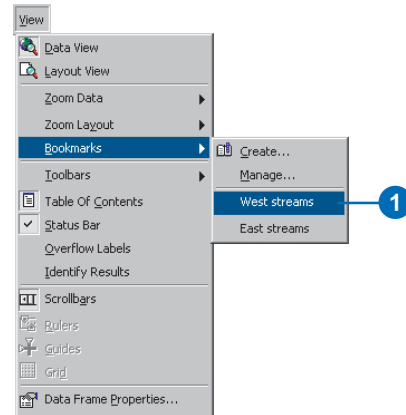 View
Data View
Layout View
Zoom Data
Zoom Layout
Bookmarks
Toolbars
Table Of Contents
Status Bar
Overflow Labels
Identify Results
Scrollbars
Rulers
Guides
Grid
Data Frame Properties...
Create...
Manage...
West streams
East streams
1